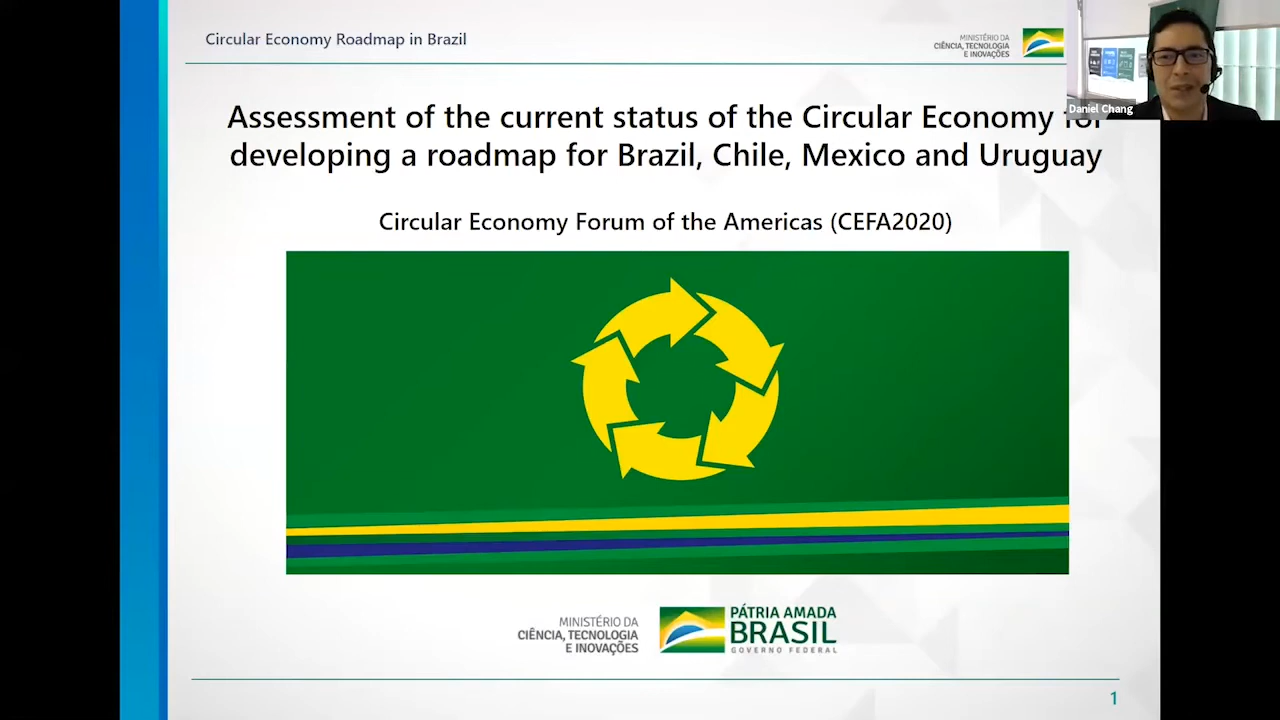 Circular Economy Roadmap in Brazil
MINISTÉRIO DA
CIÊNCIA, TECNOLOGIA
E INOVAÇÕES
Daniel Chang
Assessment of the current status of the Circular Economy for
developing a roadmap for Brazil, Chile, Mexico and Uruguay
Circular Economy Forum of the Americas (CEFA2020)
MINISTÉRIO DA
CIÊNCIA, TECNOLOGIA
E INOVAÇÕES
PÁTRIA AMADA
BRASIL
GOVERNO FEDERAL
1